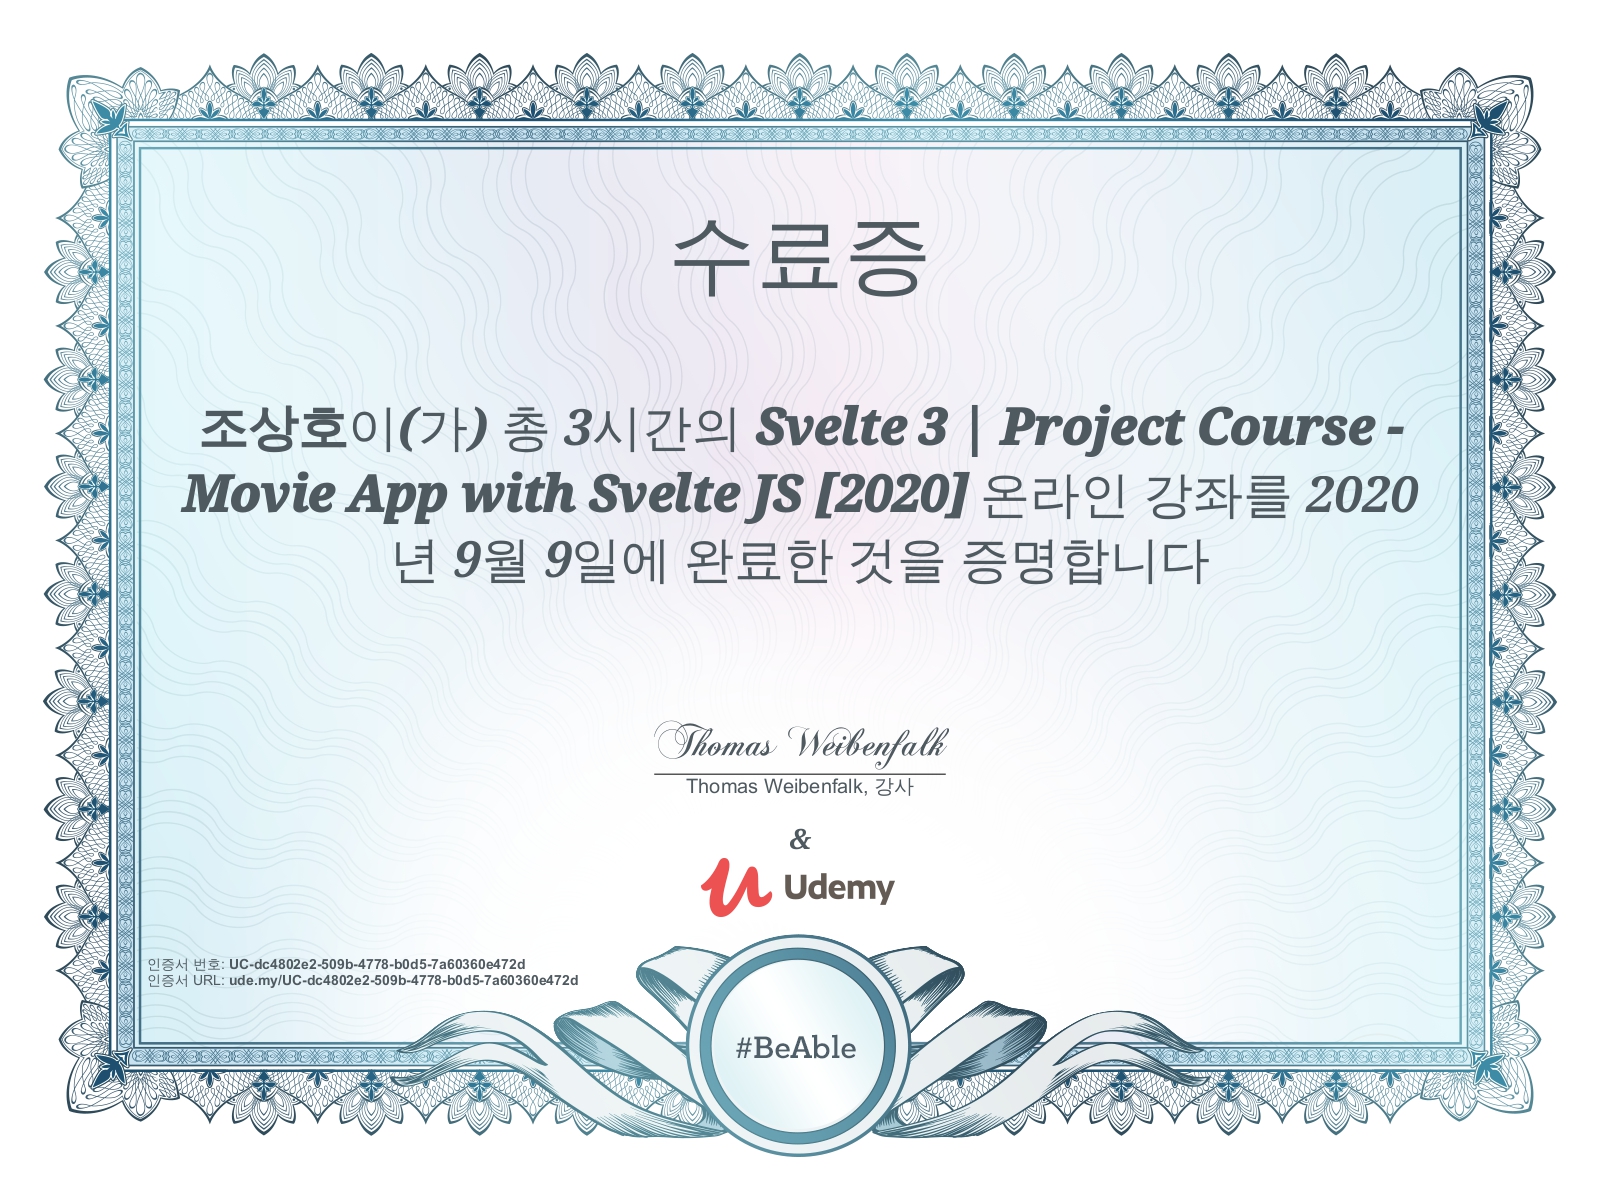 수료증
조상호이(가) 총 3시간의 Svelte 3 | Project Course -
Movie App with Svelte JS [2020] 온라인 강좌를 2020
년 9월 9일에 완료한 것을 증명합니다
Thomas Weibenfalk
Thomas Weibenfalk, 강사
&
Udemy
인증서 번호: UC-dc4802e2-509b-4778-b0d5-7a60360e472d
인증서 URL: ude.my/UC-dc4802e2-509b-4778-b0d5-7a60360e472d
#BeAble